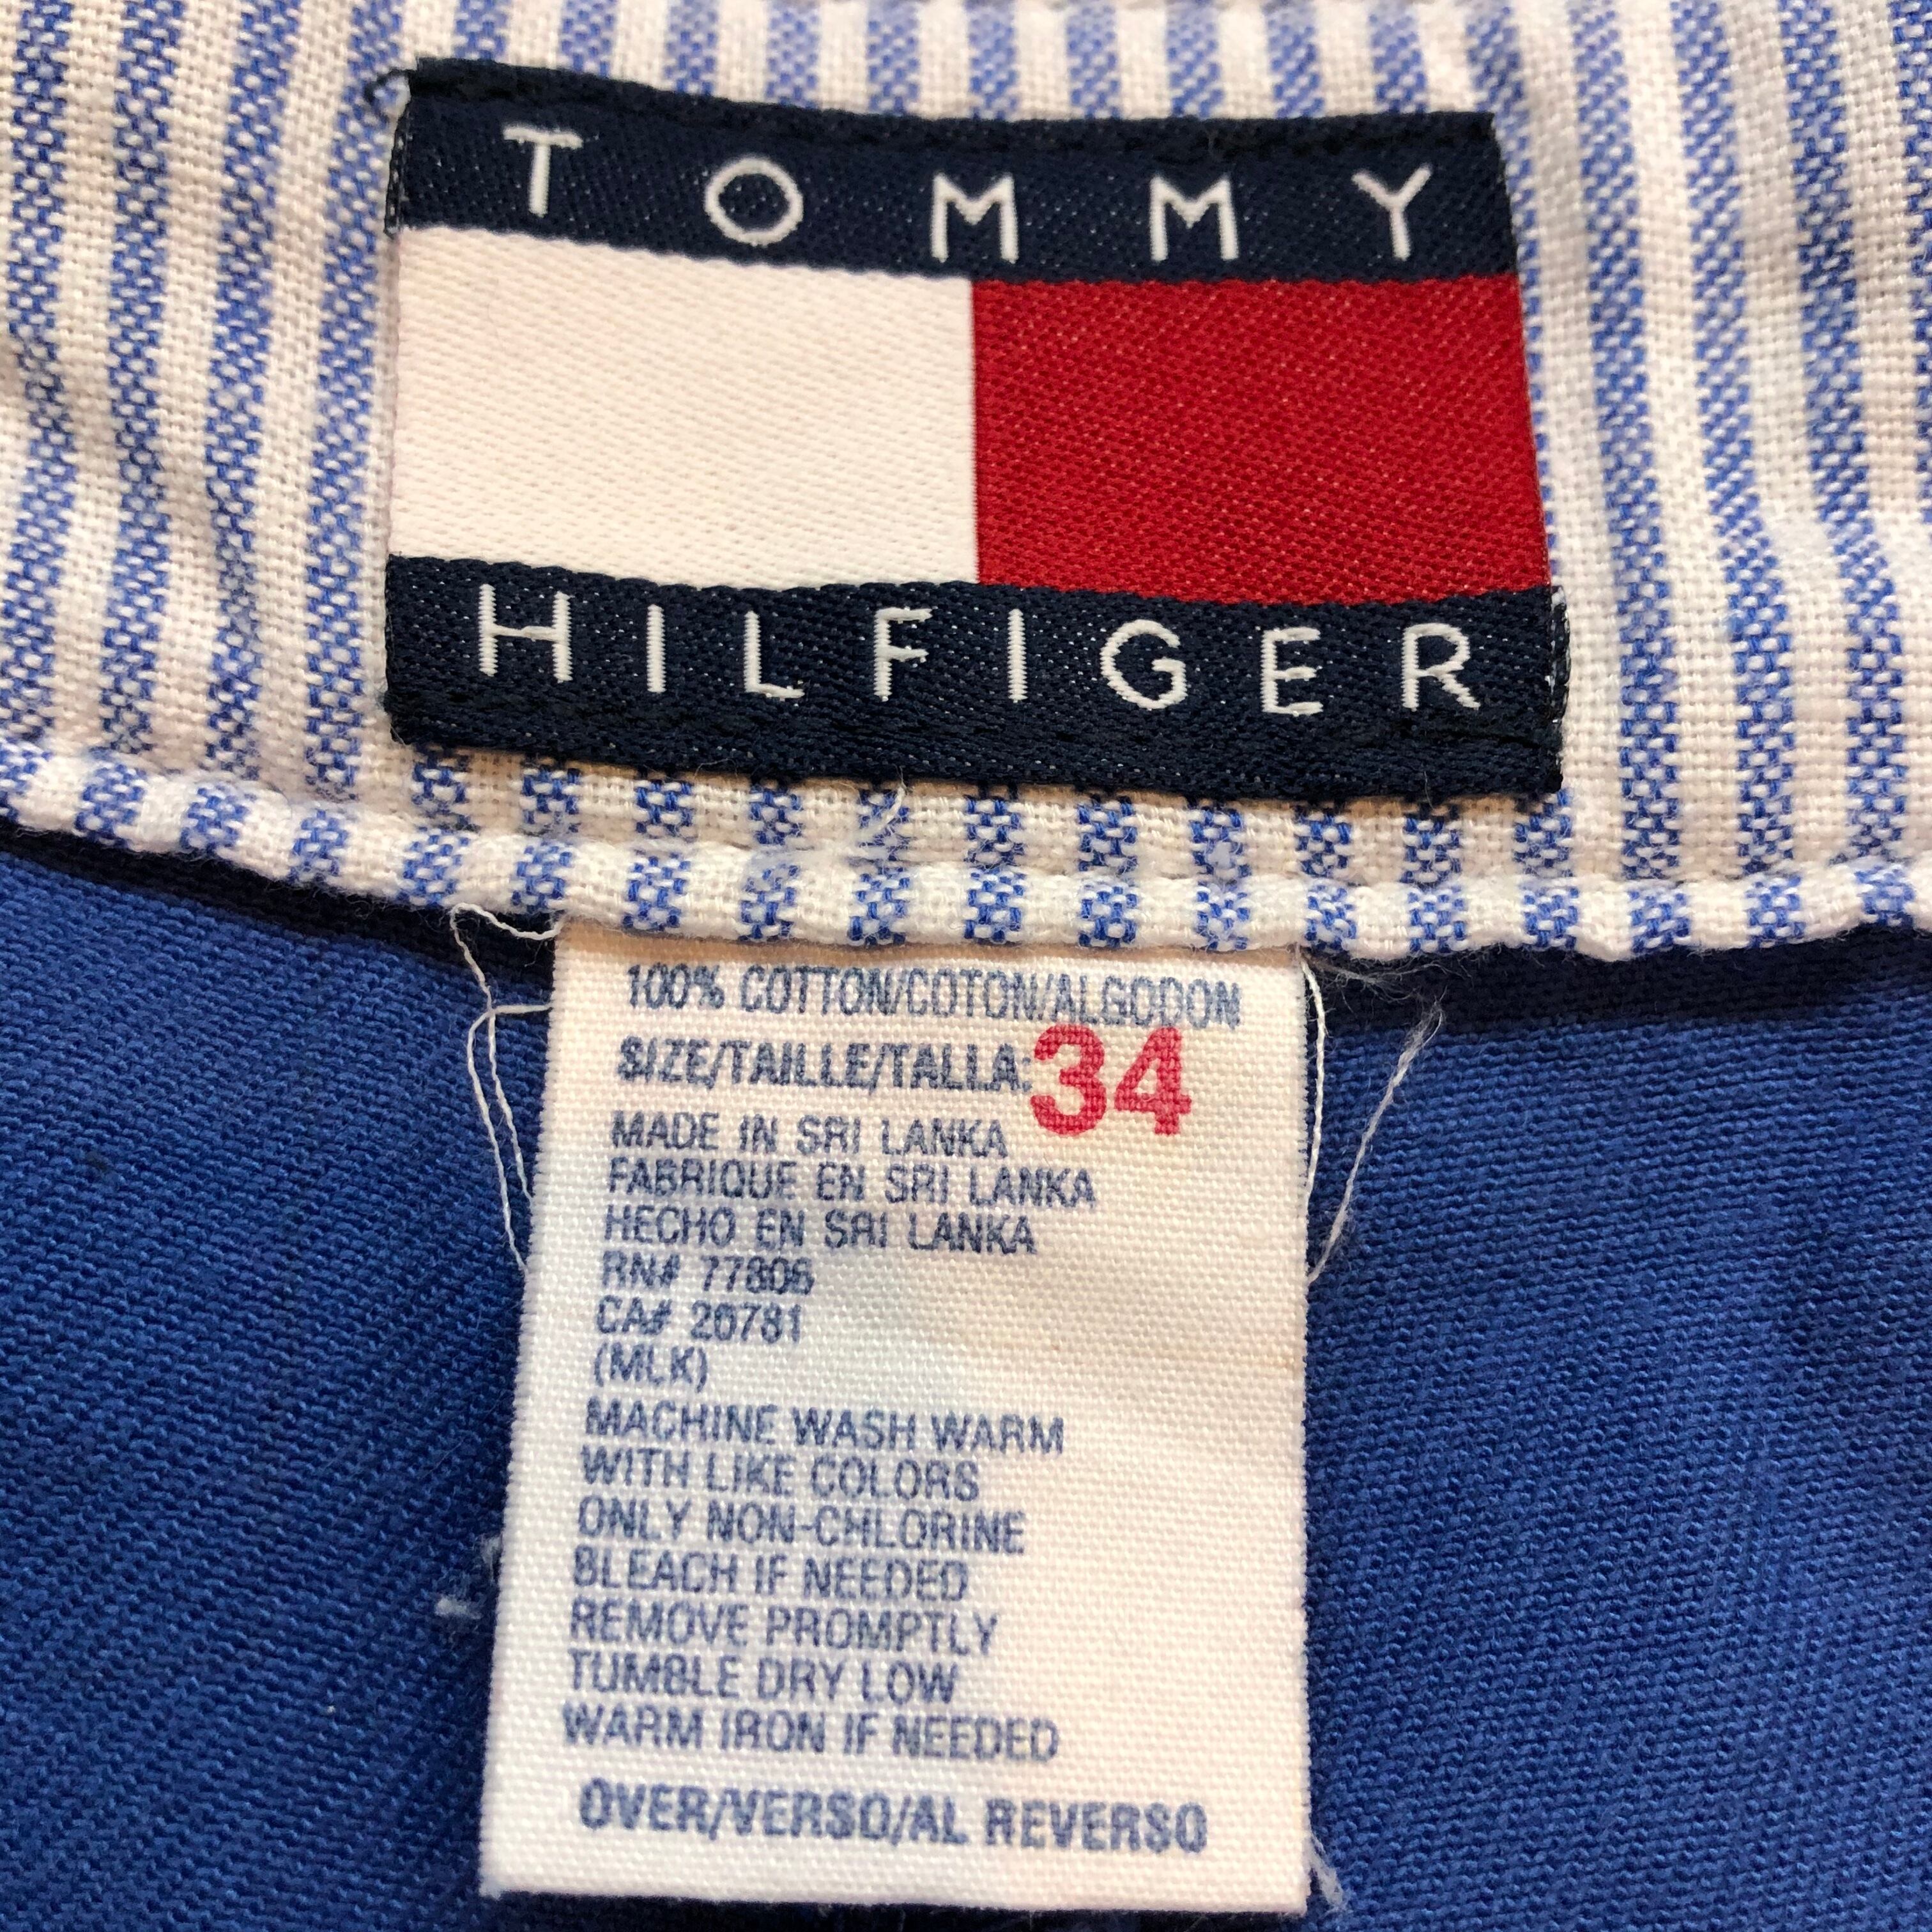 TOMMY
HILFIGER
100% COTTON/COTON/ALGODON
SIZE/TAILLE/TALLA: 34
MADE IN SRI LANKA
FABRIQUE EN SRI LANKA
HECHO EN SRI LANKA
RN# 77806
CA# 20781
(MLK)
MACHINE WASH WARM
WITH LIKE COLORS
ONLY NON-CHLORINE
BLEACH IF NEEDED
REMOVE PROMPTLY
TUMBLE DRY LOW
WARM IRON IF NEEDED
OVER/VERSO/AL REVERSO